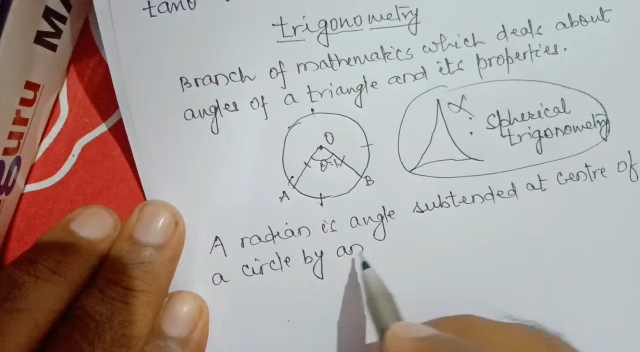 tanθ
trigonometry
Branch of mathematics which deals about
angles of a triangle and its properties.
O
A
B
Spherical
trigonometry
A radian is angle subtended at centre of
a circle by an